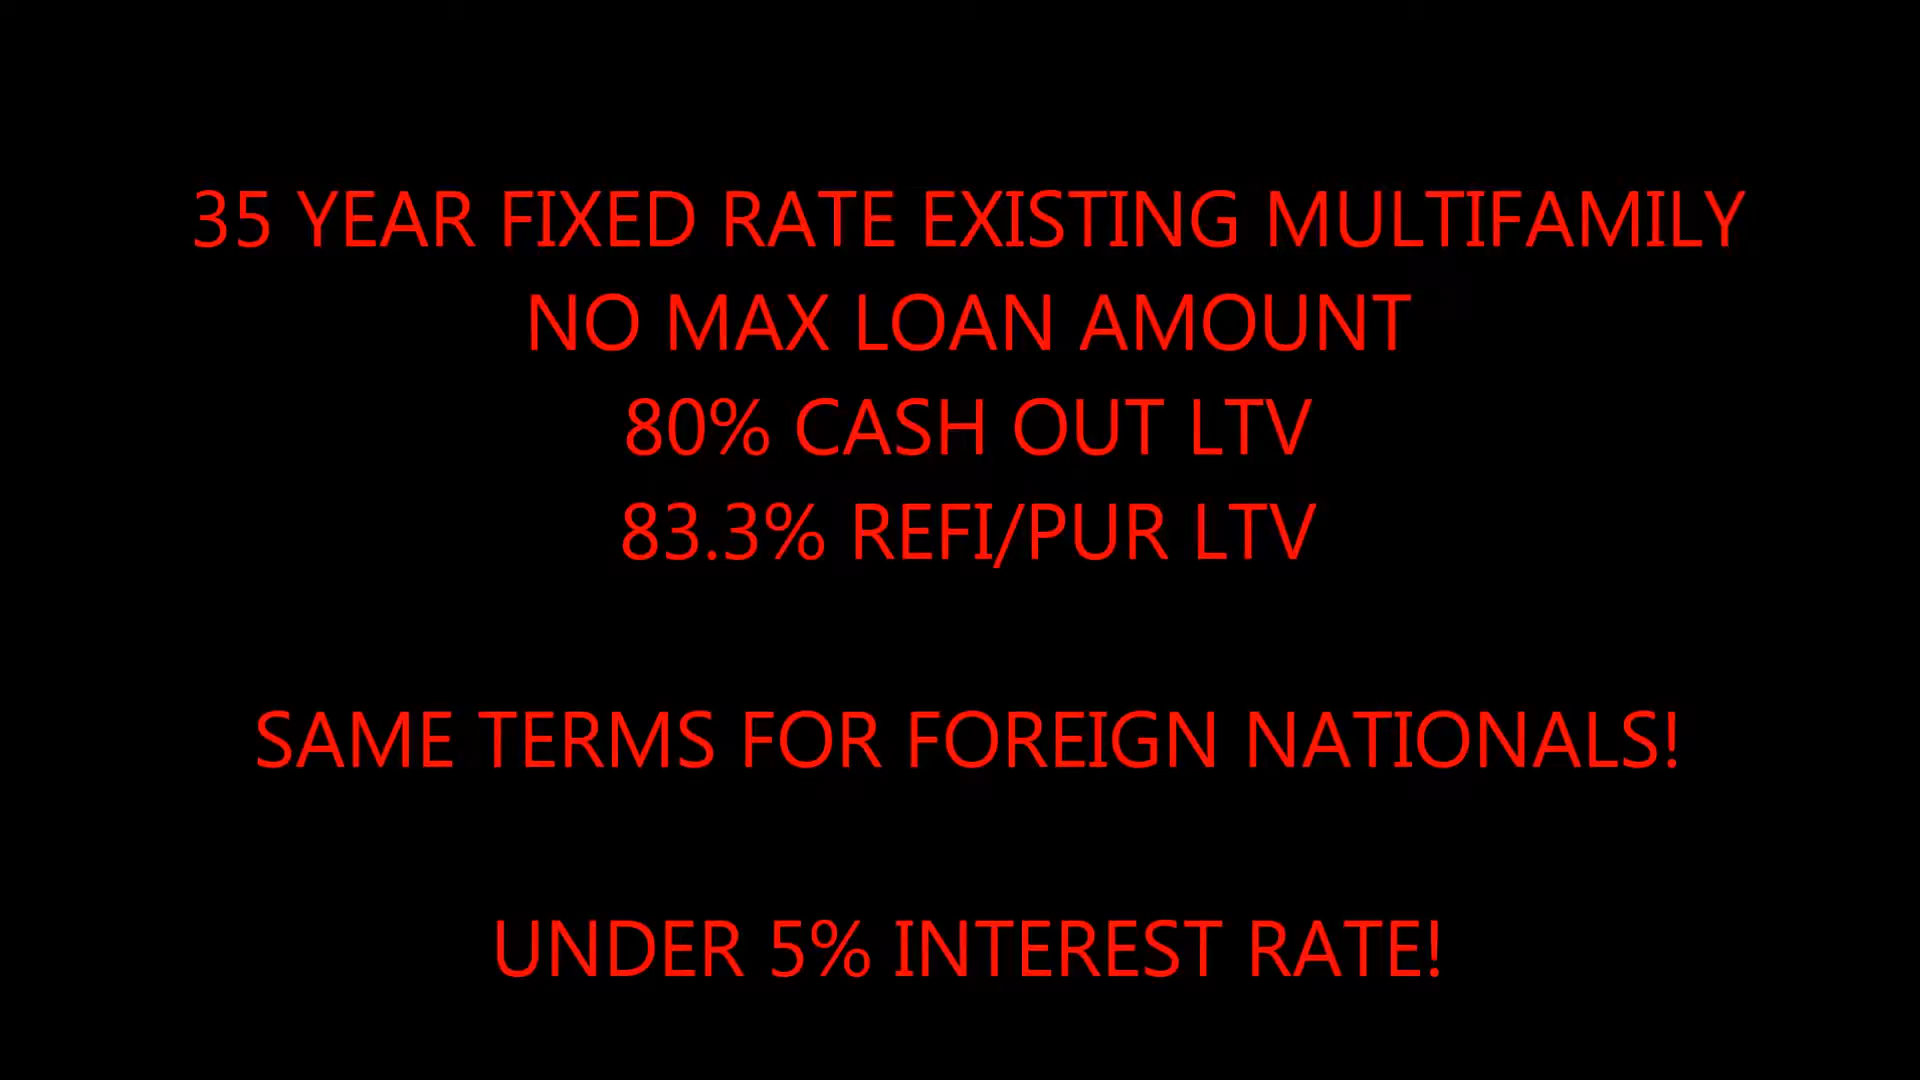 35 YEAR FIXED RATE EXISTING MULTIFAMILY
NO MAX LOAN AMOUNT
80% CASH OUT LTV
83.3% REFI/PUR LTV
SAME TERMS FOR FOREIGN NATIONALS!
UNDER 5% INTEREST RATE!